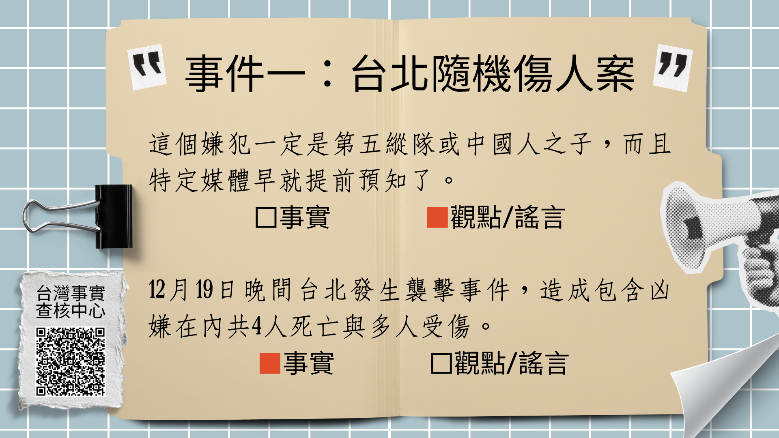 事件一：台北隨機傷人案
這個嫌犯一定是第五縱隊或中國人之子，而且
特定媒體早就提前預知了。
□事實 ■觀點/謠言
12月19日晚間台北發生襲擊事件，造成包含凶
嫌在內共4人死亡與多人受傷。
■事實 □觀點/謠言
台灣事實
查核中心